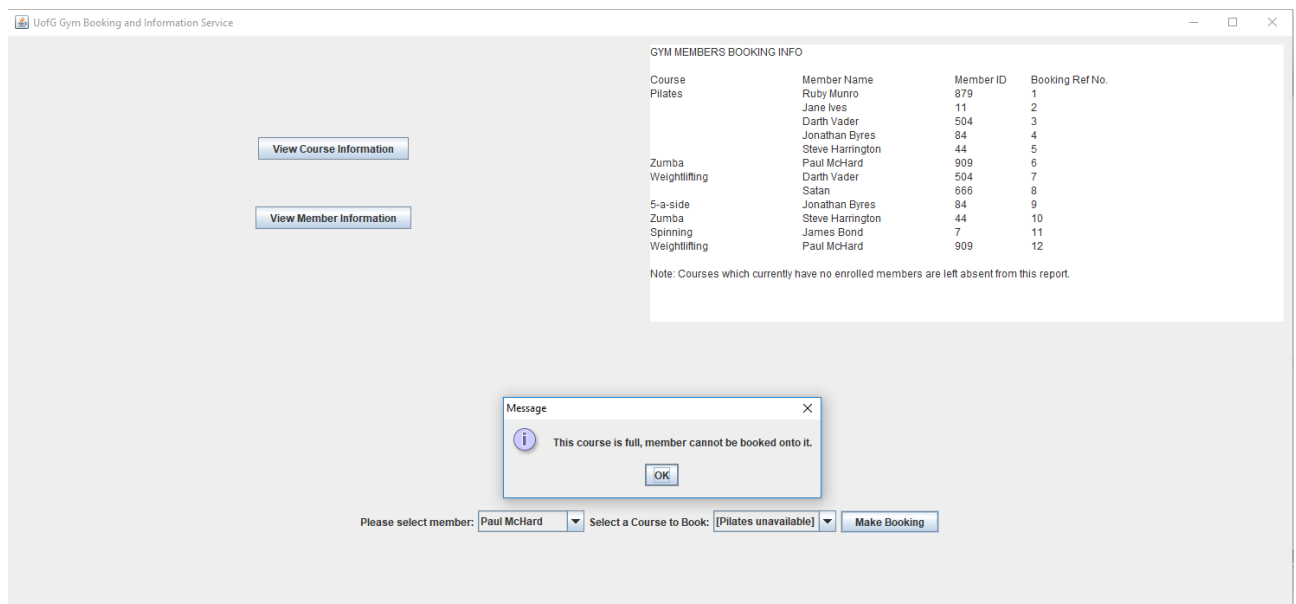 UofG Gym Booking and Information Service
GYM MEMBERS BOOKING INFO
Course Member Name Member ID Booking Ref No.
Pilates Ruby Munro 879 1
Jane Ives 11 2
Darth Vader 504 3
Jonathan Byres 84 4
Steve Harrington 44 5
Zumba Paul McHard 909 6
Weightlifting Darth Vader 504 7
Satan 666 8
5-a-side Jonathan Byres 84 9
Zumba Steve Harrington 44 10
Spinning James Bond 7 11
Weightlifting Paul McHard 909 12
Note: Courses which currently have no enrolled members are left absent from this report.
View Course Information
View Member Information
Message
This course is full, member cannot be booked onto it.
OK
Please select member: Paul McHard Select a Course to Book: [Pilates unavailable] Make Booking